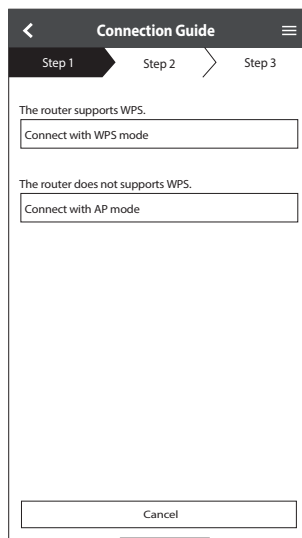 Connection Guide
Step 1 Step 2 Step 3
The router supports WPS.
Connect with WPS mode
The router does not supports WPS.
Connect with AP mode
Cancel